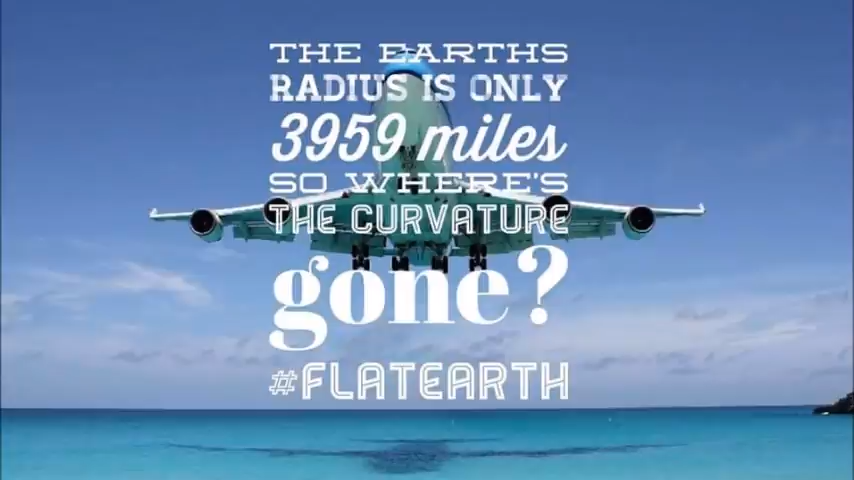 THE EARTHS
RADIUS IS ONLY
3959 miles
SO WHERE'S
THE CURVATURE
gone?
#FLATEARTH